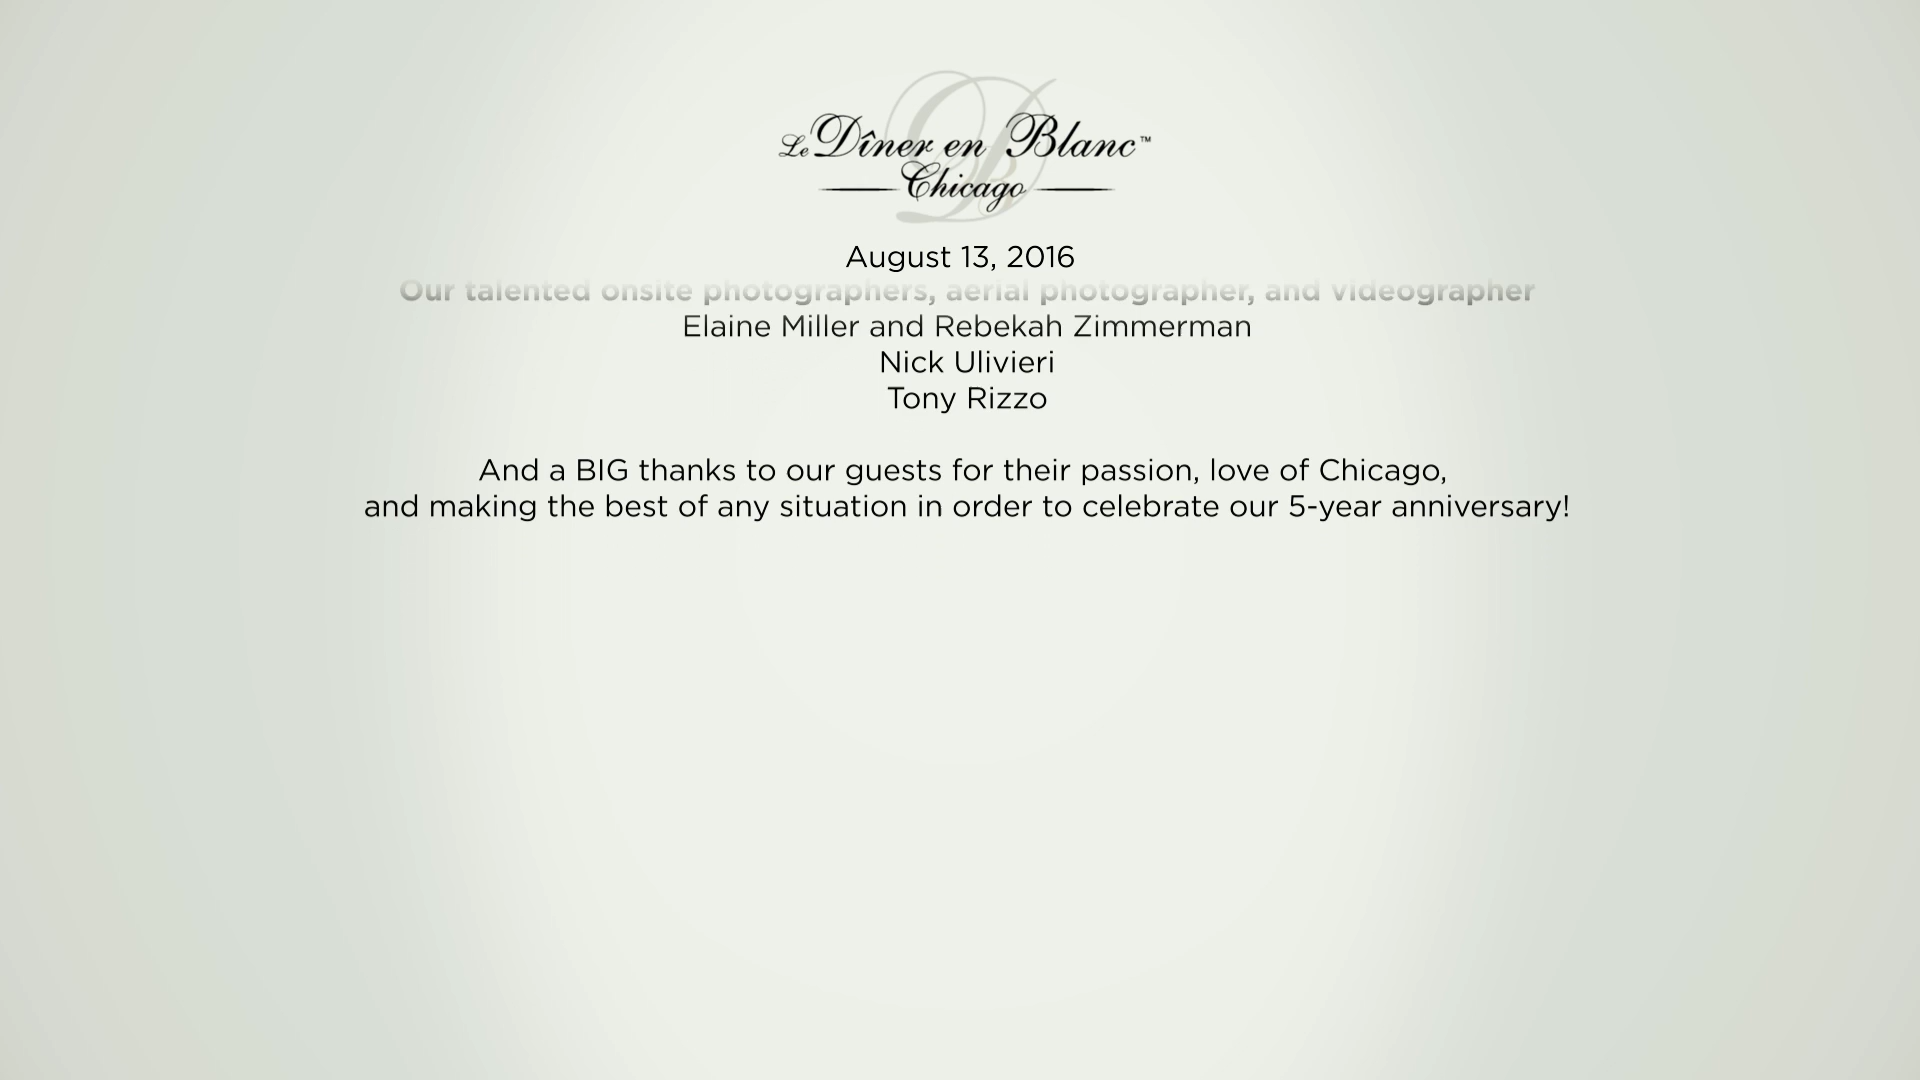 Le Dîner en Blanc™
Chicago
August 13, 2016
Our talented onsite photographers, aerial photographer, and videographer
Elaine Miller and Rebekah Zimmerman
Nick Ulivieri
Tony Rizzo
And a BIG thanks to our guests for their passion, love of Chicago,
and making the best of any situation in order to celebrate our 5-year anniversary!